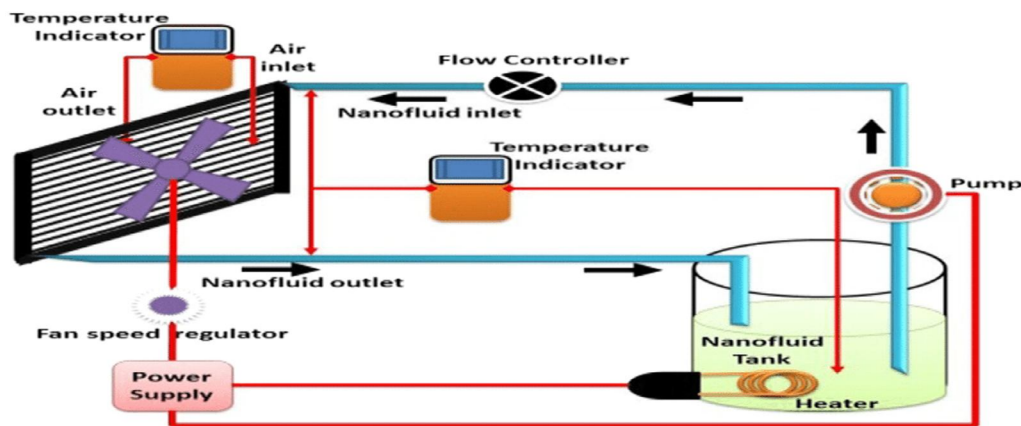 Temperature
Indicator
Air
inlet
Air
outlet
Flow Controller
Nanofluid inlet
Temperature
Indicator
Pump
Nanofluid outlet
Fan speed regulator
Power
Supply
Nanofluid
Tank
Heater